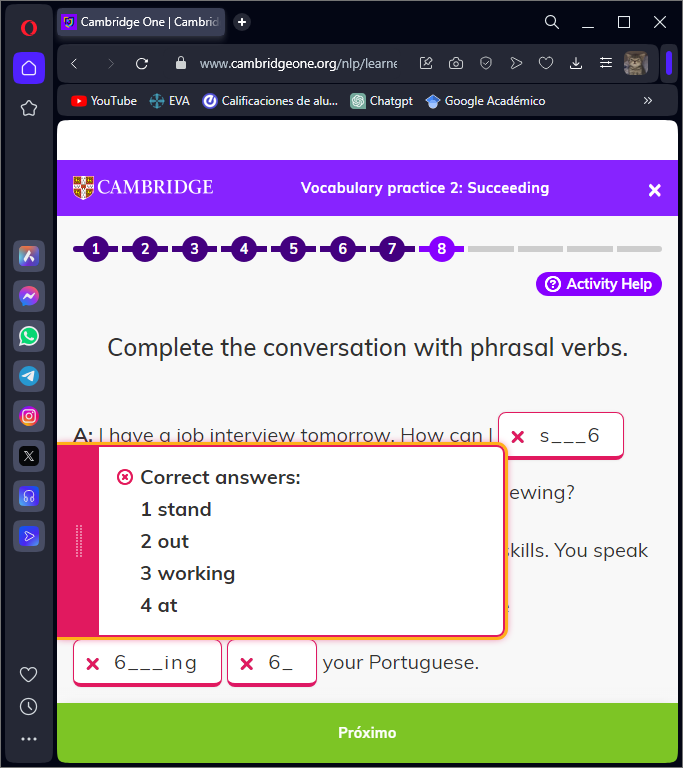 Cambridge One | Cambrid
www.cambridgeone.org/nlp/learne
YouTube EVA Calificaciones de alu... Chatgpt Google Académico »
CAMBRIDGE Vocabulary practice 2: Succeeding
1 2 3 4 5 6 7 8
Activity Help
Complete the conversation with phrasal verbs.
A: I have a job interview tomorrow. How can I s___6
Correct answers:
1 stand
2 out
3 working
4 at
ewing?
skills. You speak
6___ing 6_ your Portuguese.
Próximo